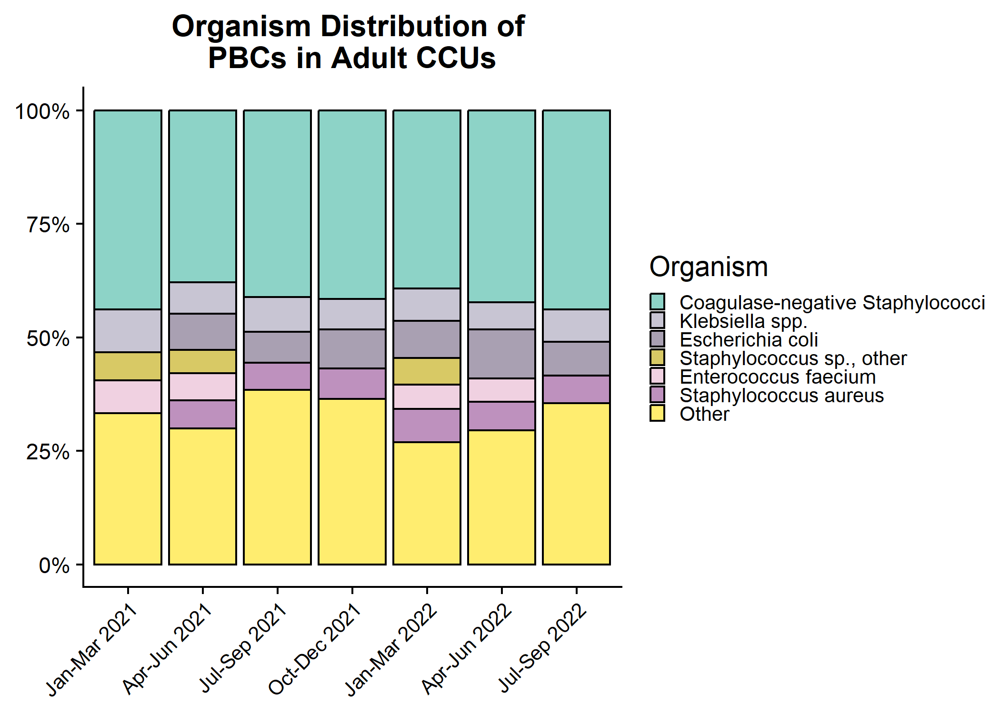 Organism Distribution of
PBCs in Adult CCUs
100%
75%
50%
25%
0%
Jan-Mar 2021
Apr-Jun 2021
Jul-Sep 2021
Oct-Dec 2021
Jan-Mar 2022
Apr-Jun 2022
Jul-Sep 2022
Organism
Coagulase-negative Staphylococci
Klebsiella spp.
Escherichia coli
Staphylococcus sp., other
Enterococcus faecium
Staphylococcus aureus
Other